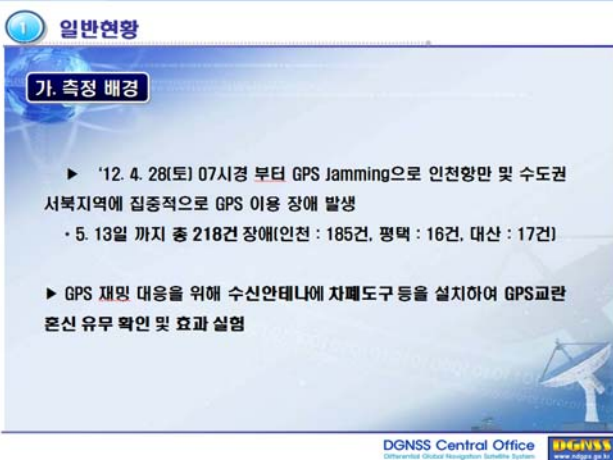 1 일반현황
가. 측정 배경
▶ ‘12. 4. 28(토) 07시경 부터 GPS Jamming으로 인천항만 및 수도권
서북지역에 집중적으로 GPS 이용 장애 발생
· 5. 13일 까지 총 218건 장애(인천 : 185건, 평택 : 16건, 대산 : 17건)
▶ GPS 재밍 대응을 위해 수신안테나에 차폐도구 등을 설치하여 GPS교란
혼신 유무 확인 및 효과 실험
DGNSS Central Office
Differential Global Navigation Satellite System
DGNSS
www.ndgps.go.kr